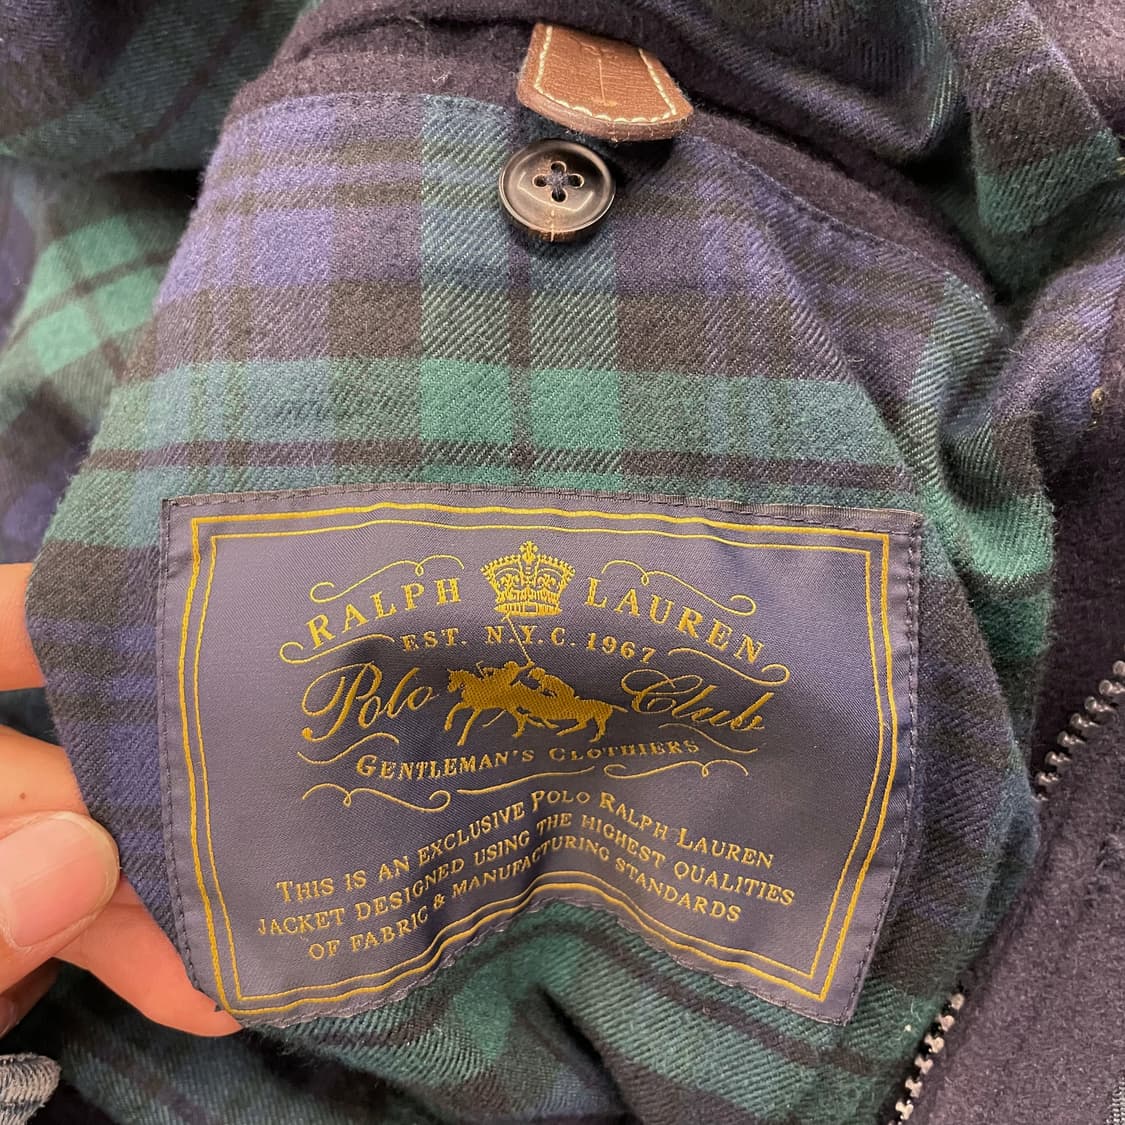 RALPH LAUREN
EST. N.Y.C. 1967
Polo Club
GENTLEMAN'S CLOTHIERS
THIS IS AN EXCLUSIVE POLO RALPH LAUREN
JACKET DESIGNED USING THE HIGHEST QUALITIES
OF FABRIC & MANUFACTURING STANDARDS